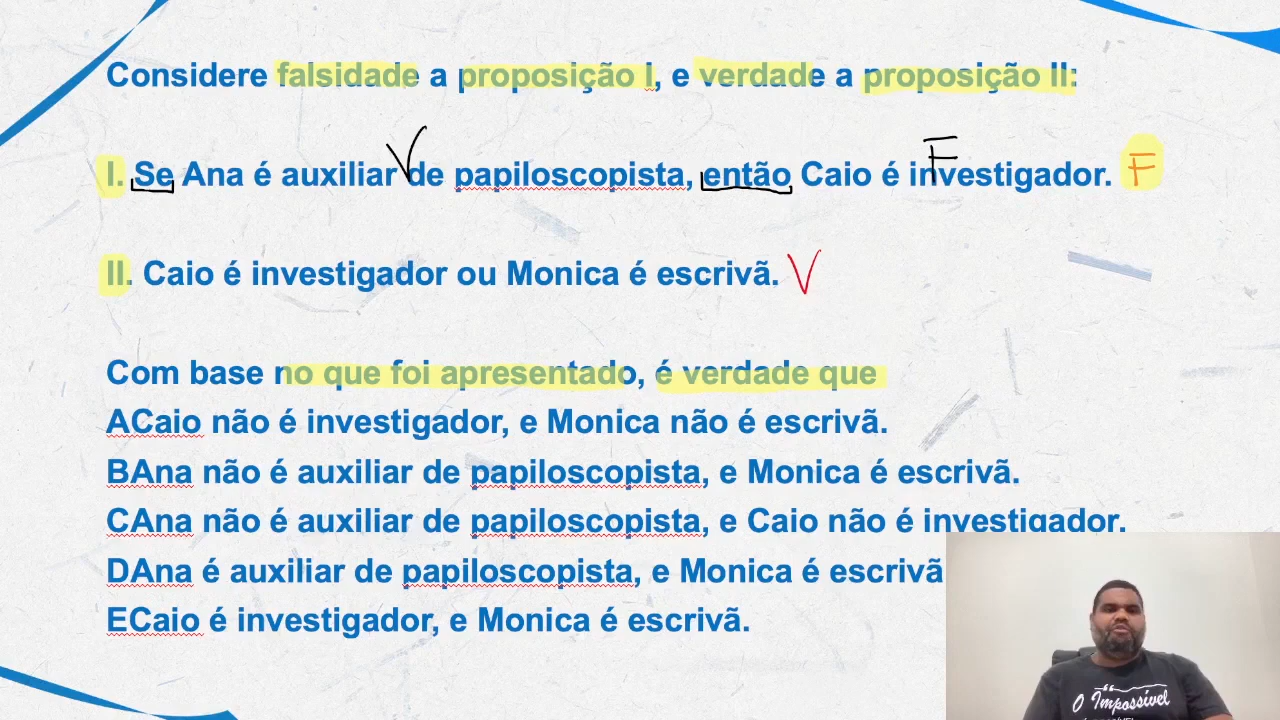 Considere falsidade a proposição I, e verdade a proposição II:
V F
I. Se Ana é auxiliar de papiloscopista, então Caio é investigador. F
II. Caio é investigador ou Monica é escrivã. V
Com base no que foi apresentado, é verdade que
ACaio não é investigador, e Monica não é escrivã.
BAna não é auxiliar de papiloscopista, e Monica é escrivã.
CAna não é auxiliar de papiloscopista, e Caio não é investigador.
DAna é auxiliar de papiloscopista, e Monica é escrivã
ECaio é investigador, e Monica é escrivã.
O Impossível